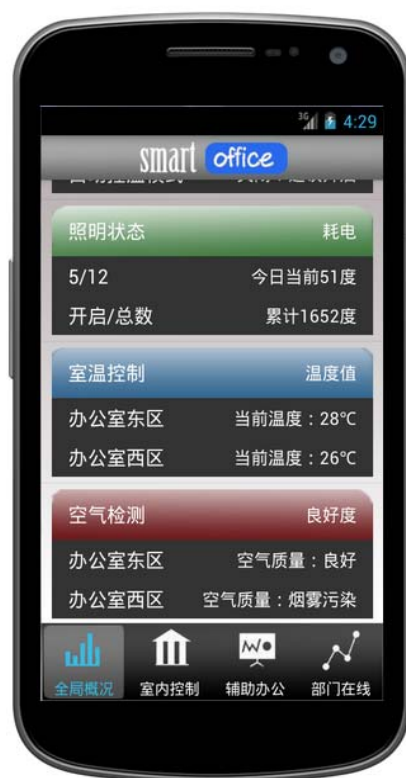 3G 4:29
smart office
照明状态 耗电
5/12 今日当前51度
开启/总数 累计1652度
室温控制 温度值
办公室东区 当前温度：28℃
办公室西区 当前温度：26℃
空气检测 良好度
办公室东区 空气质量：良好
办公室西区 空气质量：烟雾污染
全局概况 室内控制 辅助办公 部门在线